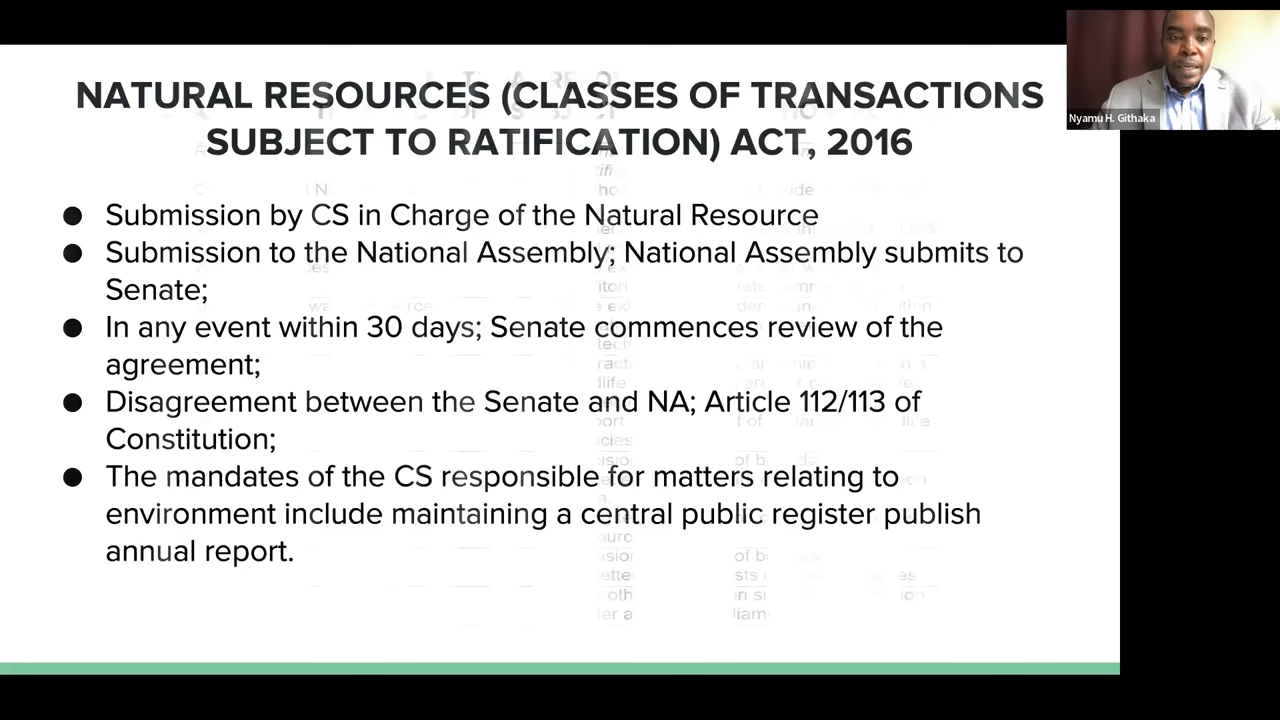 NATURAL RESOURCES (CLASSES OF TRANSACTIONS
SUBJECT TO RATIFICATION) ACT, 2016
● Submission by CS in Charge of the Natural Resource
● Submission to the National Assembly; National Assembly submits to
Senate;
● In any event within 30 days; Senate commences review of the
agreement;
● Disagreement between the Senate and NA; Article 112/113 of
Constitution;
● The mandates of the CS responsible for matters relating to
environment include maintaining a central public register publish
annual report.
Nyamu H. Githaka